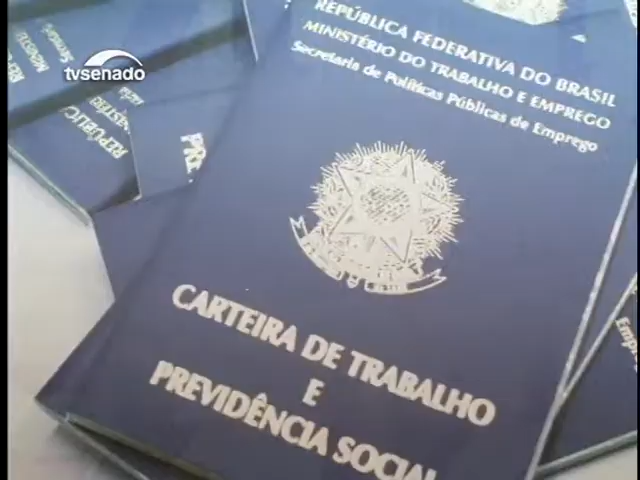 tvsenado
REPÚBLICA FEDERATIVA DO BRASIL
MINISTÉRIO DO TRABALHO E EMPREGO
Secretaria de Políticas Públicas de Emprego
CARTEIRA DE TRABALHO
E
PREVIDÊNCIA SOCIAL